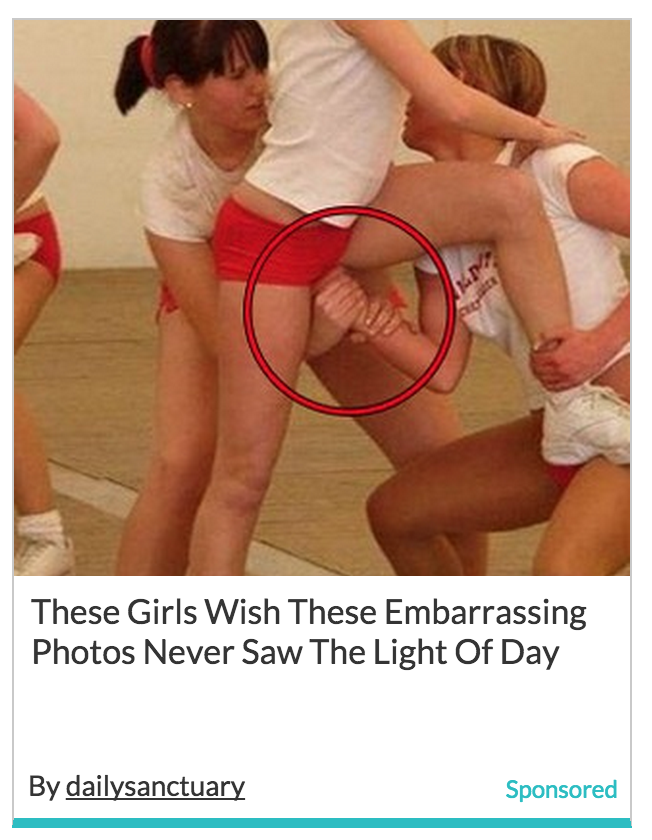 These Girls Wish These Embarrassing
Photos Never Saw The Light Of Day
By dailysanctuary
Sponsored